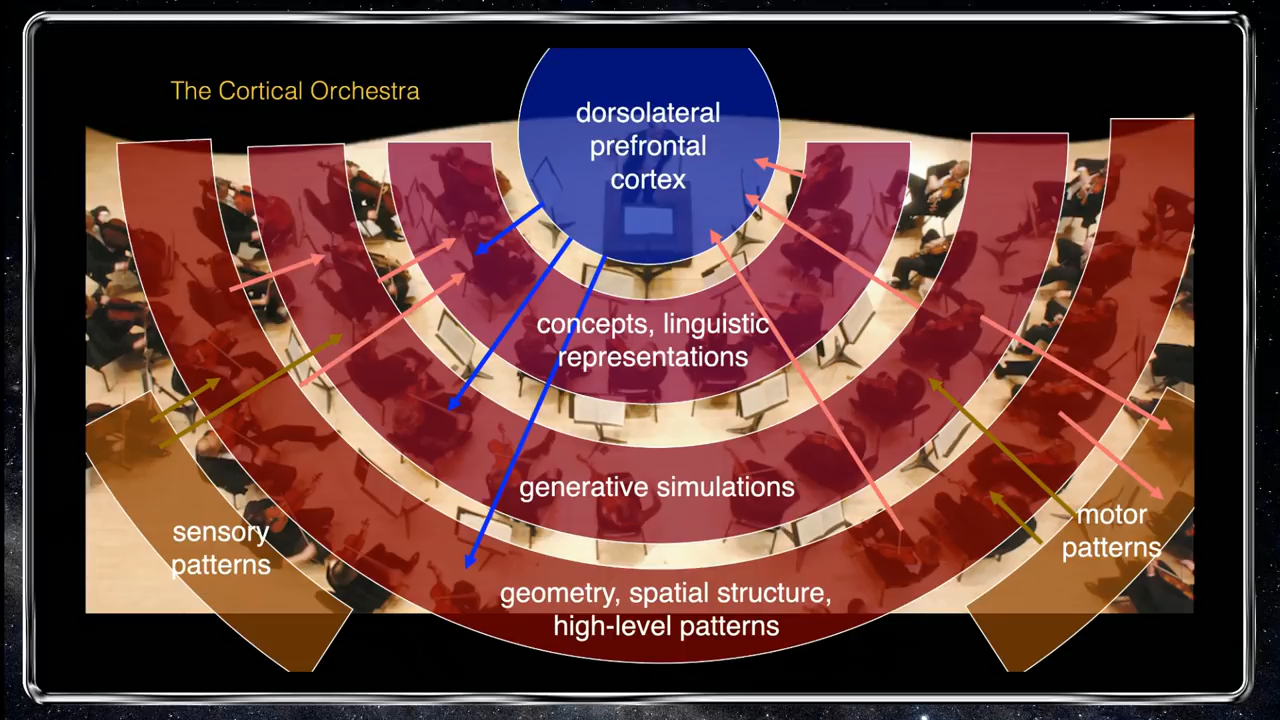 The Cortical Orchestra
dorsolateral
prefrontal
cortex
concepts, linguistic
representations
generative simulations
sensory
patterns
motor
patterns
geometry, spatial structure,
high-level patterns